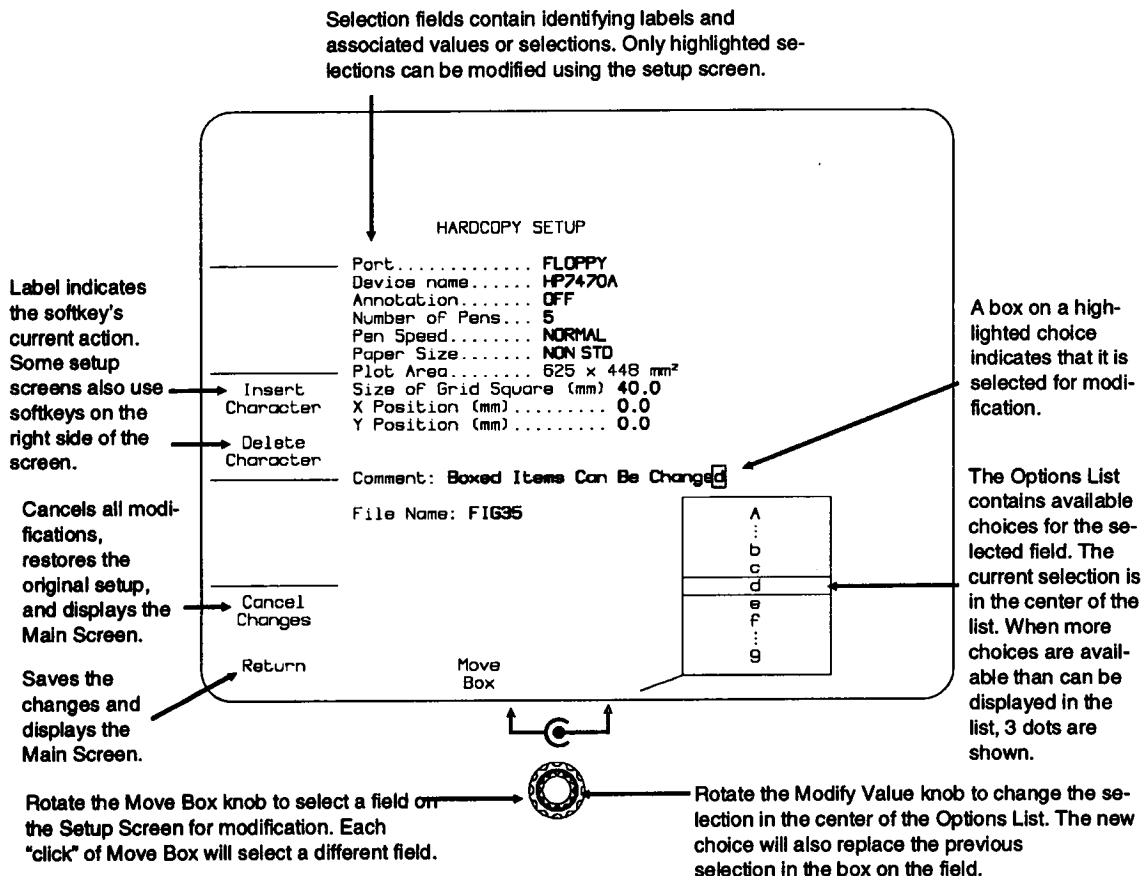 Selection fields contain identifying labels and
associated values or selections. Only highlighted se-
lections can be modified using the setup screen.
HARDCOPY SETUP
Port............. FLOPPY
Device name...... HP7470A
Annotation....... OFF
Number of Pens... 5
Pen Speed........ NORMAL
Paper Size....... NON STD
Plot Area........ 625 x 448 mm²
Size of Grid Square (mm) 40.0
X Position (mm)......... 0.0
Y Position (mm)......... 0.0
Comment: Boxed Items Can Be Changed
File Name: FIG35
Insert
Character
Delete
Character
Cancel
Changes
Return
Move
Box
A
⋮
b
c
d
e
f
⋮
g
Label indicates
the softkey's
current action.
Some setup
screens also use
softkeys on the
right side of the
screen.
Cancels all modi-
fications,
restores the
original setup,
and displays the
Main Screen.
Saves the
changes and
displays the
Main Screen.
A box on a high-
lighted choice
indicates that it is
selected for modi-
fication.
The Options List
contains available
choices for the se-
lected field. The
current selection is
in the center of the
list. When more
choices are avail-
able than can be
displayed in the
list, 3 dots are
shown.
Rotate the Move Box knob to select a field on
the Setup Screen for modification. Each
"click" of Move Box will select a different field.
Rotate the Modify Value knob to change the se-
lection in the center of the Options List. The new
choice will also replace the previous
selection in the box on the field.